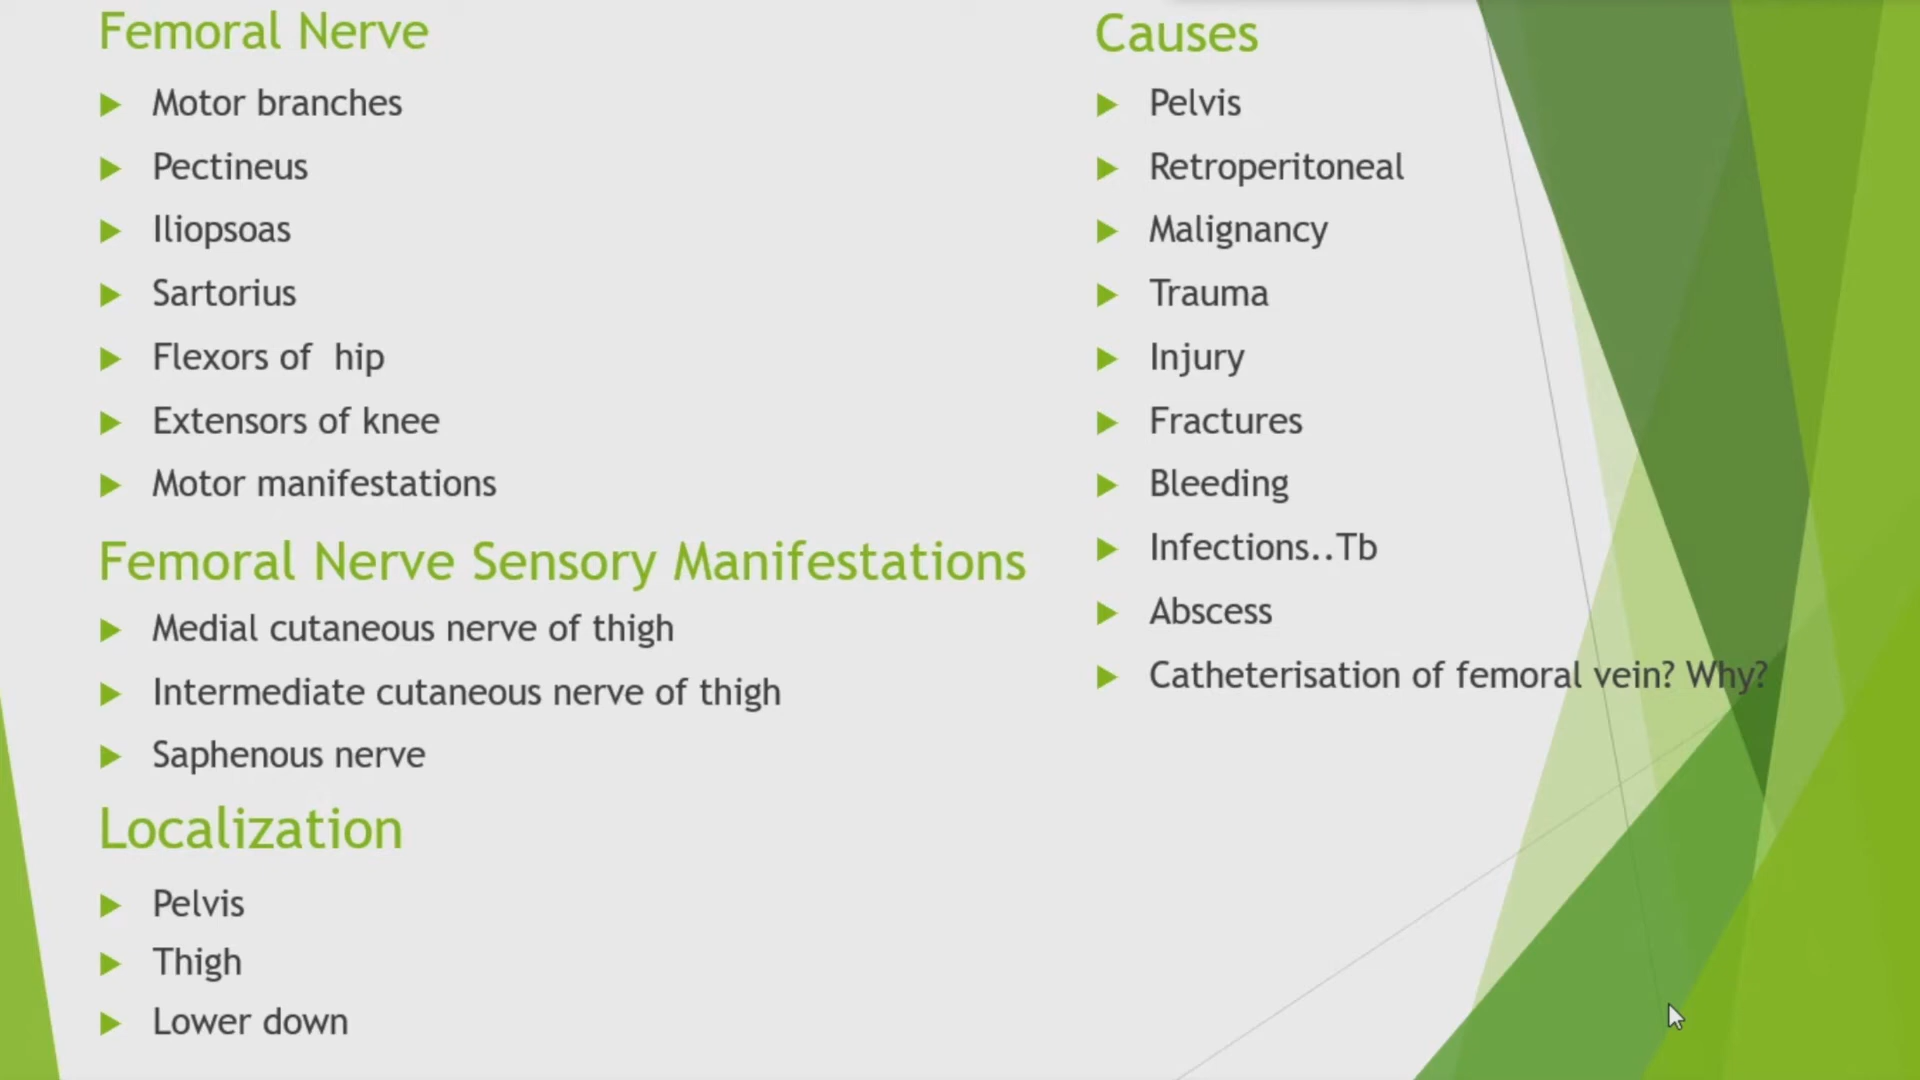 Femoral Nerve
Motor branches
Pectineus
Iliopsoas
Sartorius
Flexors of  hip
Extensors of knee
Motor manifestations
Femoral Nerve Sensory Manifestations
Medial cutaneous nerve of thigh
Intermediate cutaneous nerve of thigh
Saphenous nerve
Localization
Pelvis
Thigh
Lower down
Causes
Pelvis
Retroperitoneal
Malignancy
Trauma
Injury
Fractures
Bleeding
Infections..Tb
Abscess
Catheterisation of femoral vein? Why?